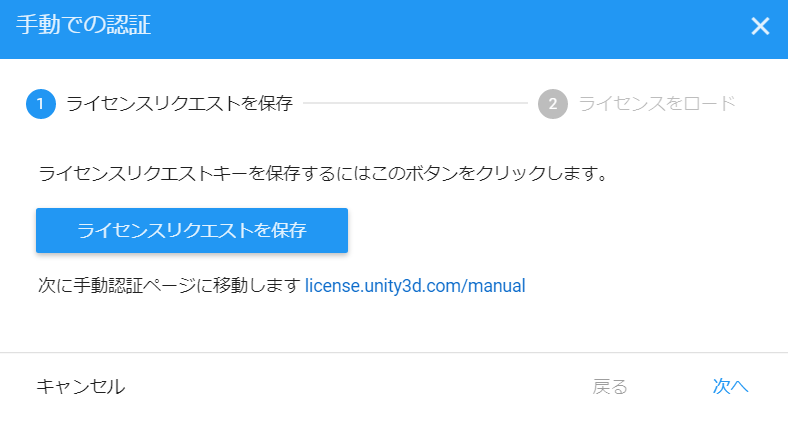 手動での認証
1 ライセンスリクエストを保存 2 ライセンスをロード
ライセンスリクエストキーを保存するにはこのボタンをクリックします。
ライセンスリクエストを保存
次に手動認証ページに移動します license.unity3d.com/manual
キャンセル 戻る 次へ